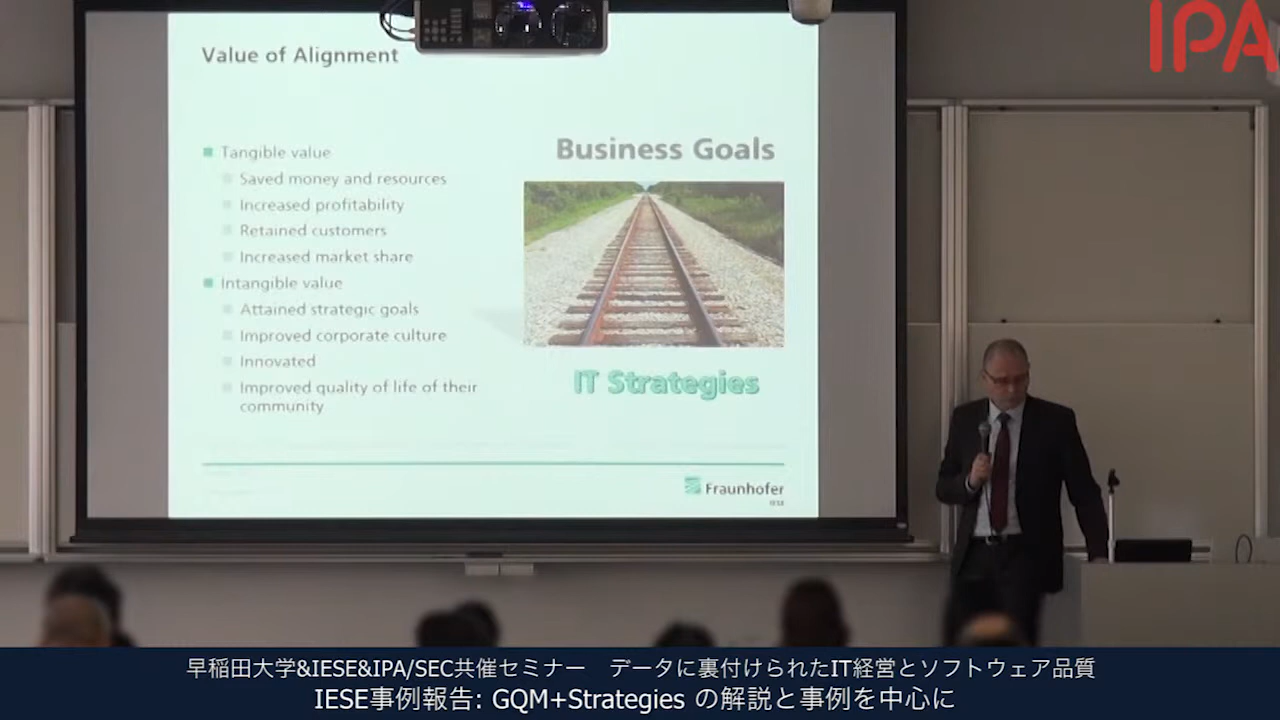 IPA
Value of Alignment
Tangible value
Saved money and resources
Increased profitability
Retained customers
Increased market share
Intangible value
Attained strategic goals
Improved corporate culture
Innovated
Improved quality of life of their
community
Business Goals
IT Strategies
Fraunhofer
IESE
早稲田大学&IESE&IPA/SEC共催セミナー　データに裏付けられたIT経営とソフトウェア品質
IESE事例報告: GQM+Strategies の解説と事例を中心に